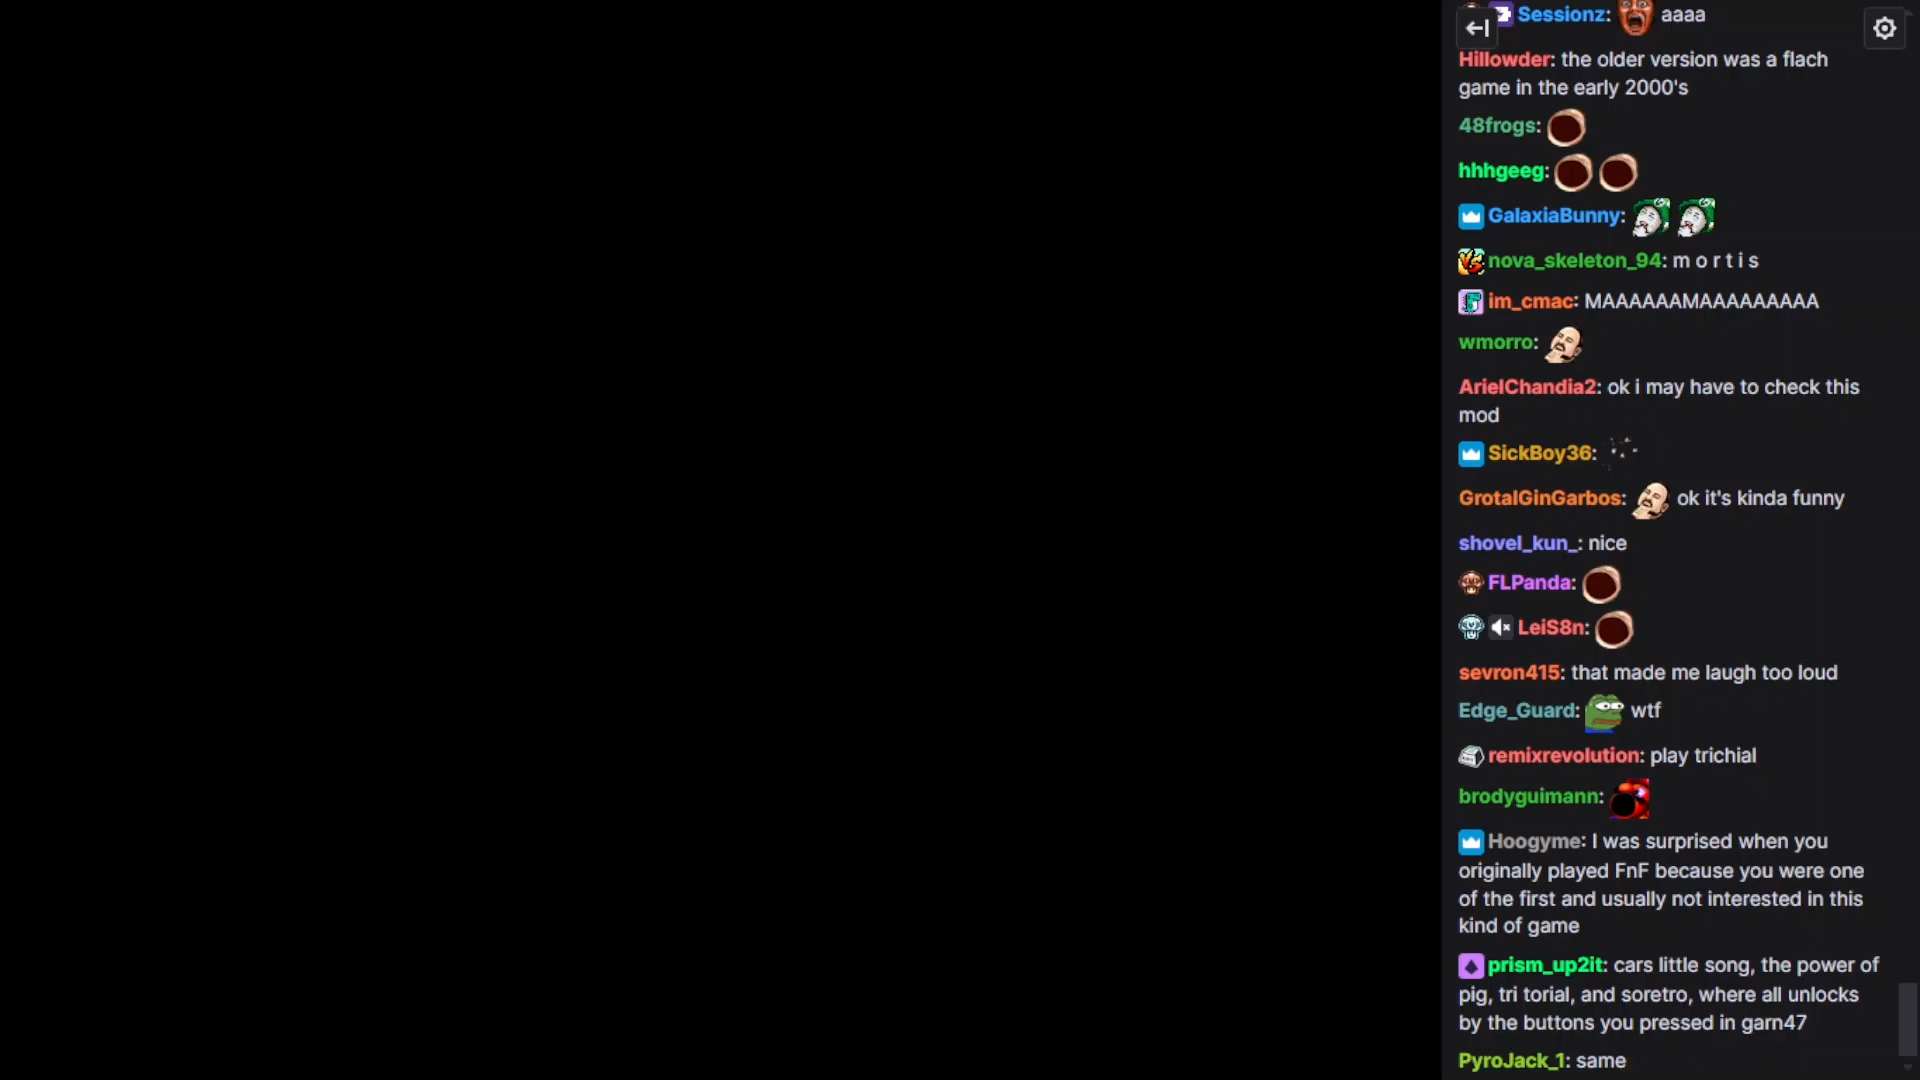 Sessionz: aaaa
Hillowder: the older version was a flach
game in the early 2000's
48frogs:
hhhgeeg:
GalaxiaBunny:
nova_skeleton_94: m o r t i s
im_cmac: MAAAAAAMAAAAAAAAA
wmorro:
ArielChandia2: ok i may have to check this
mod
SickBoy36:
GrotalGinGarbos: ok it's kinda funny
shovel_kun_: nice
FLPanda:
LeiS8n:
sevron415: that made me laugh too loud
Edge_Guard: wtf
remixrevolution: play trichial
brodyguimann:
Hoogyme: I was surprised when you
originally played FnF because you were one
of the first and usually not interested in this
kind of game
prism_up2it: cars little song, the power of
pig, tri torial, and soretro, where all unlocks
by the buttons you pressed in garn47
PyroJack_1: same